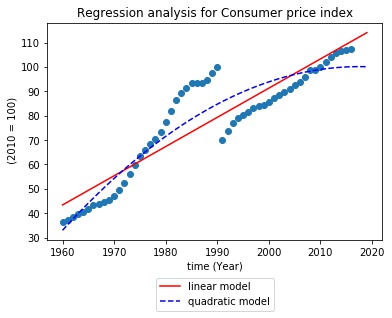 Regression analysis for Consumer price index
(2010 = 100)
110
100
90
80
70
60
50
40
30
1960 1970 1980 1990 2000 2010 2020
time (Year)
linear model
quadratic model